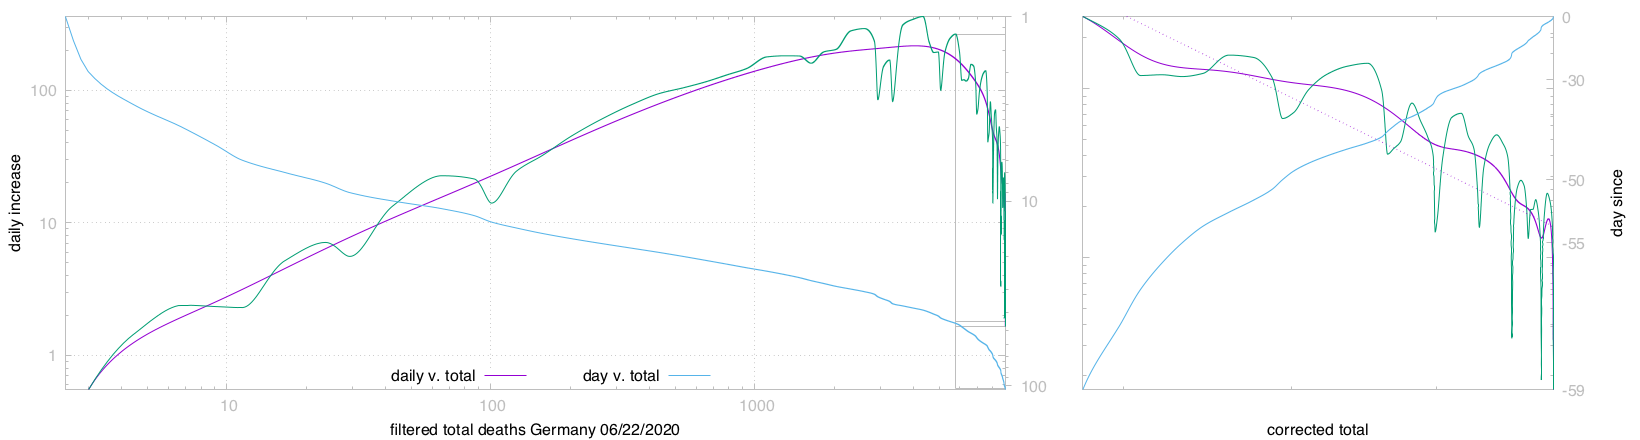 daily increase
100
10
1
daily v. total
day v. total
10
100
1000
filtered total deaths Germany 06/22/2020
1
10
100
corrected total
0
-30
-50
-55
-59
day since